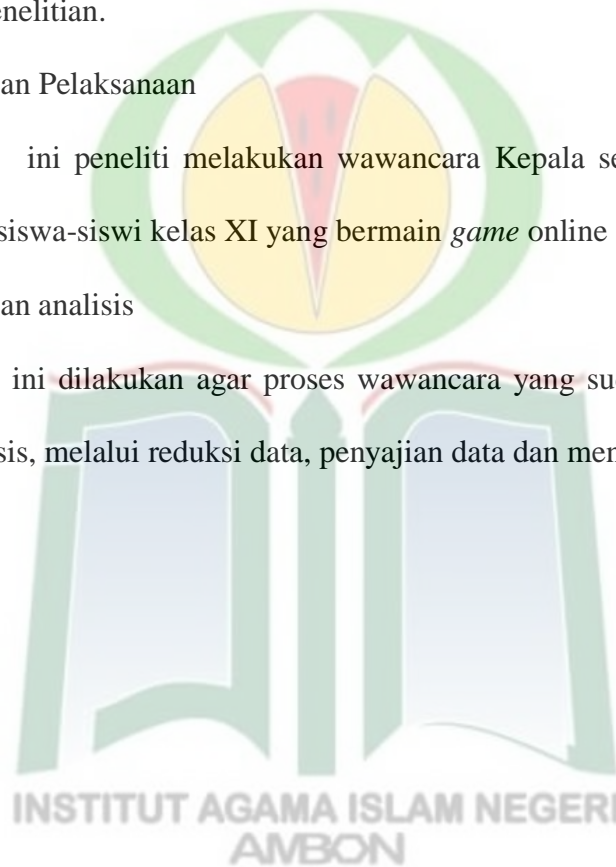 enelitian.
an Pelaksanaan
ini peneliti melakukan wawancara Kepala se
siswa-siswi kelas XI yang bermain game online
an analisis
ini dilakukan agar proses wawancara yang su
sis, melalui reduksi data, penyajian data dan men
INSTITUT AGAMA ISLAM NEGERI
AMBON